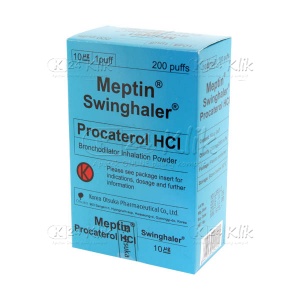 10㎍ 1puff
200 puffs
Meptin®
Swinghaler®
Procaterol HCl
Bronchodilator Inhalation Powder
K
Please see package insert for
indications, dosage and further
information
Korea Otsuka Pharmaceutical Co., Ltd.
Meptin®
Procaterol HCl
Swinghaler®
10㎍